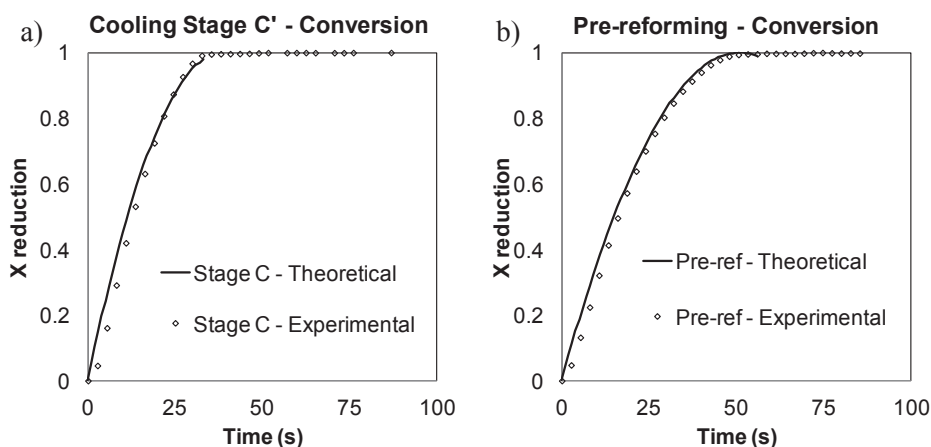 a)
Cooling Stage C' - Conversion
1
0.8
0.6
0.4
0.2
0
X reduction
Stage C - Theoretical
Stage C - Experimental
0 25 50 75 100
Time (s)
b)
Pre-reforming - Conversion
1
0.8
0.6
0.4
0.2
0
X reduction
Pre-ref - Theoretical
Pre-ref - Experimental
0 25 50 75 100
Time (s)